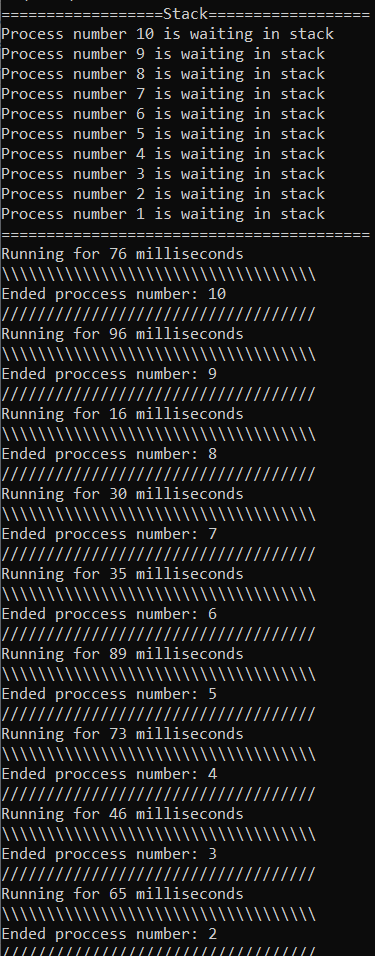 ==================Stack==================
Process number 10 is waiting in stack
Process number 9 is waiting in stack
Process number 8 is waiting in stack
Process number 7 is waiting in stack
Process number 6 is waiting in stack
Process number 5 is waiting in stack
Process number 4 is waiting in stack
Process number 3 is waiting in stack
Process number 2 is waiting in stack
Process number 1 is waiting in stack
=========================================
Running for 76 milliseconds
\\\\\\\\\\\\\\\\\\\\\\\\\\\\\\\\\\\
Ended proccess number: 10
///////////////////////////////////
Running for 96 milliseconds
\\\\\\\\\\\\\\\\\\\\\\\\\\\\\\\\\\\
Ended proccess number: 9
///////////////////////////////////
Running for 16 milliseconds
\\\\\\\\\\\\\\\\\\\\\\\\\\\\\\\\\\\
Ended proccess number: 8
///////////////////////////////////
Running for 30 milliseconds
\\\\\\\\\\\\\\\\\\\\\\\\\\\\\\\\\\\
Ended proccess number: 7
///////////////////////////////////
Running for 35 milliseconds
\\\\\\\\\\\\\\\\\\\\\\\\\\\\\\\\\\\
Ended proccess number: 6
///////////////////////////////////
Running for 89 milliseconds
\\\\\\\\\\\\\\\\\\\\\\\\\\\\\\\\\\\
Ended proccess number: 5
///////////////////////////////////
Running for 73 milliseconds
\\\\\\\\\\\\\\\\\\\\\\\\\\\\\\\\\\\
Ended proccess number: 4
///////////////////////////////////
Running for 46 milliseconds
\\\\\\\\\\\\\\\\\\\\\\\\\\\\\\\\\\\
Ended proccess number: 3
///////////////////////////////////
Running for 65 milliseconds
\\\\\\\\\\\\\\\\\\\\\\\\\\\\\\\\\\\
Ended proccess number: 2
///////////////////////////////////